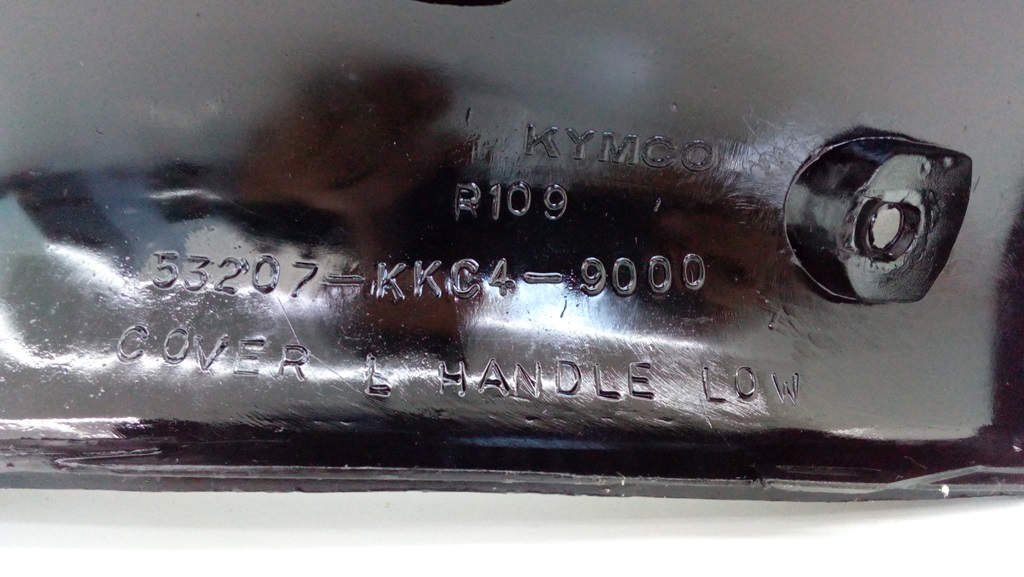 KYMCO
R109
53207-KKC4-9000
COVER L HANDLE LOW